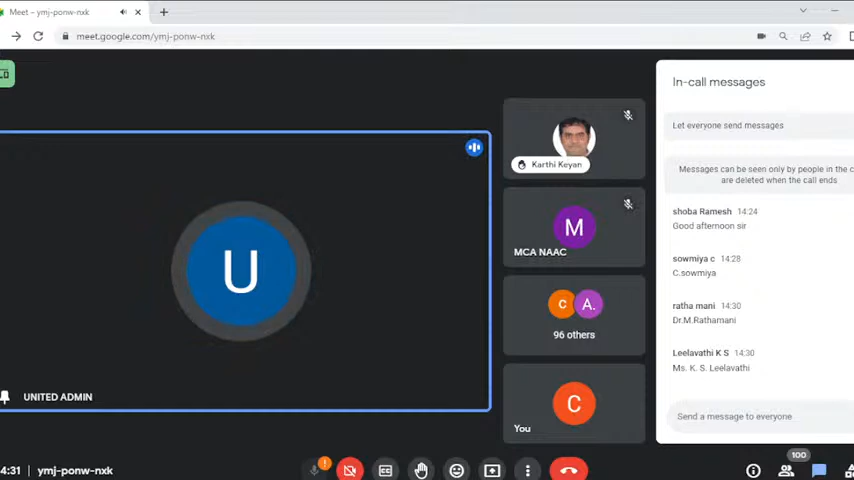 Meet - ymj-ponw-nxk
meet.google.com/ymj-ponw-nxk
In-call messages
Let everyone send messages
Messages can be seen only by people in the c
are deleted when the call ends
shoba Ramesh 14:24
Good afternoon sir
sowmiya c 14:28
C.sowmiya
ratha mani 14:30
Dr.M.Rathamani
Leelavathi K S 14:30
Ms. K. S. Leelavathi
Send a message to everyone
Karthi Keyan
M
MCA NAAC
C A.
96 others
C
You
U
UNITED ADMIN
4:31 ymj-ponw-nxk
CC
100